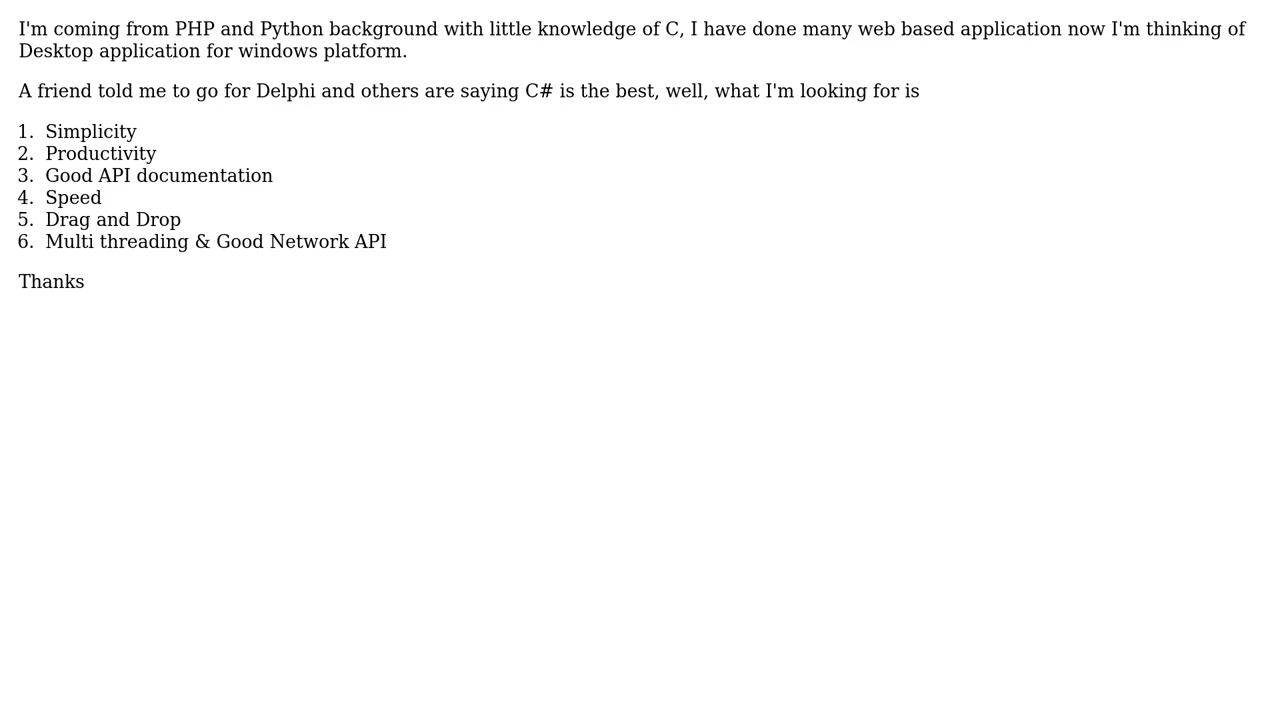 I'm coming from PHP and Python background with little knowledge of C, I have done many web based application now I'm thinking of
Desktop application for windows platform.
A friend told me to go for Delphi and others are saying C# is the best, well, what I'm looking for is
1. Simplicity
2. Productivity
3. Good API documentation
4. Speed
5. Drag and Drop
6. Multi threading & Good Network API
Thanks